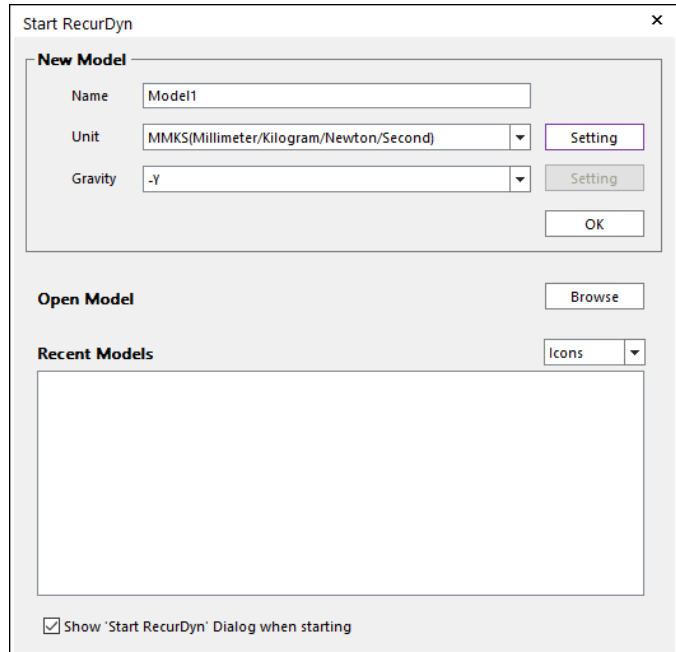 Start RecurDyn
New Model
Name Model1
Unit MMKS(Millimeter/Kilogram/Newton/Second) Setting
Gravity -Y Setting
OK
Open Model Browse
Recent Models Icons
Show 'Start RecurDyn' Dialog when starting